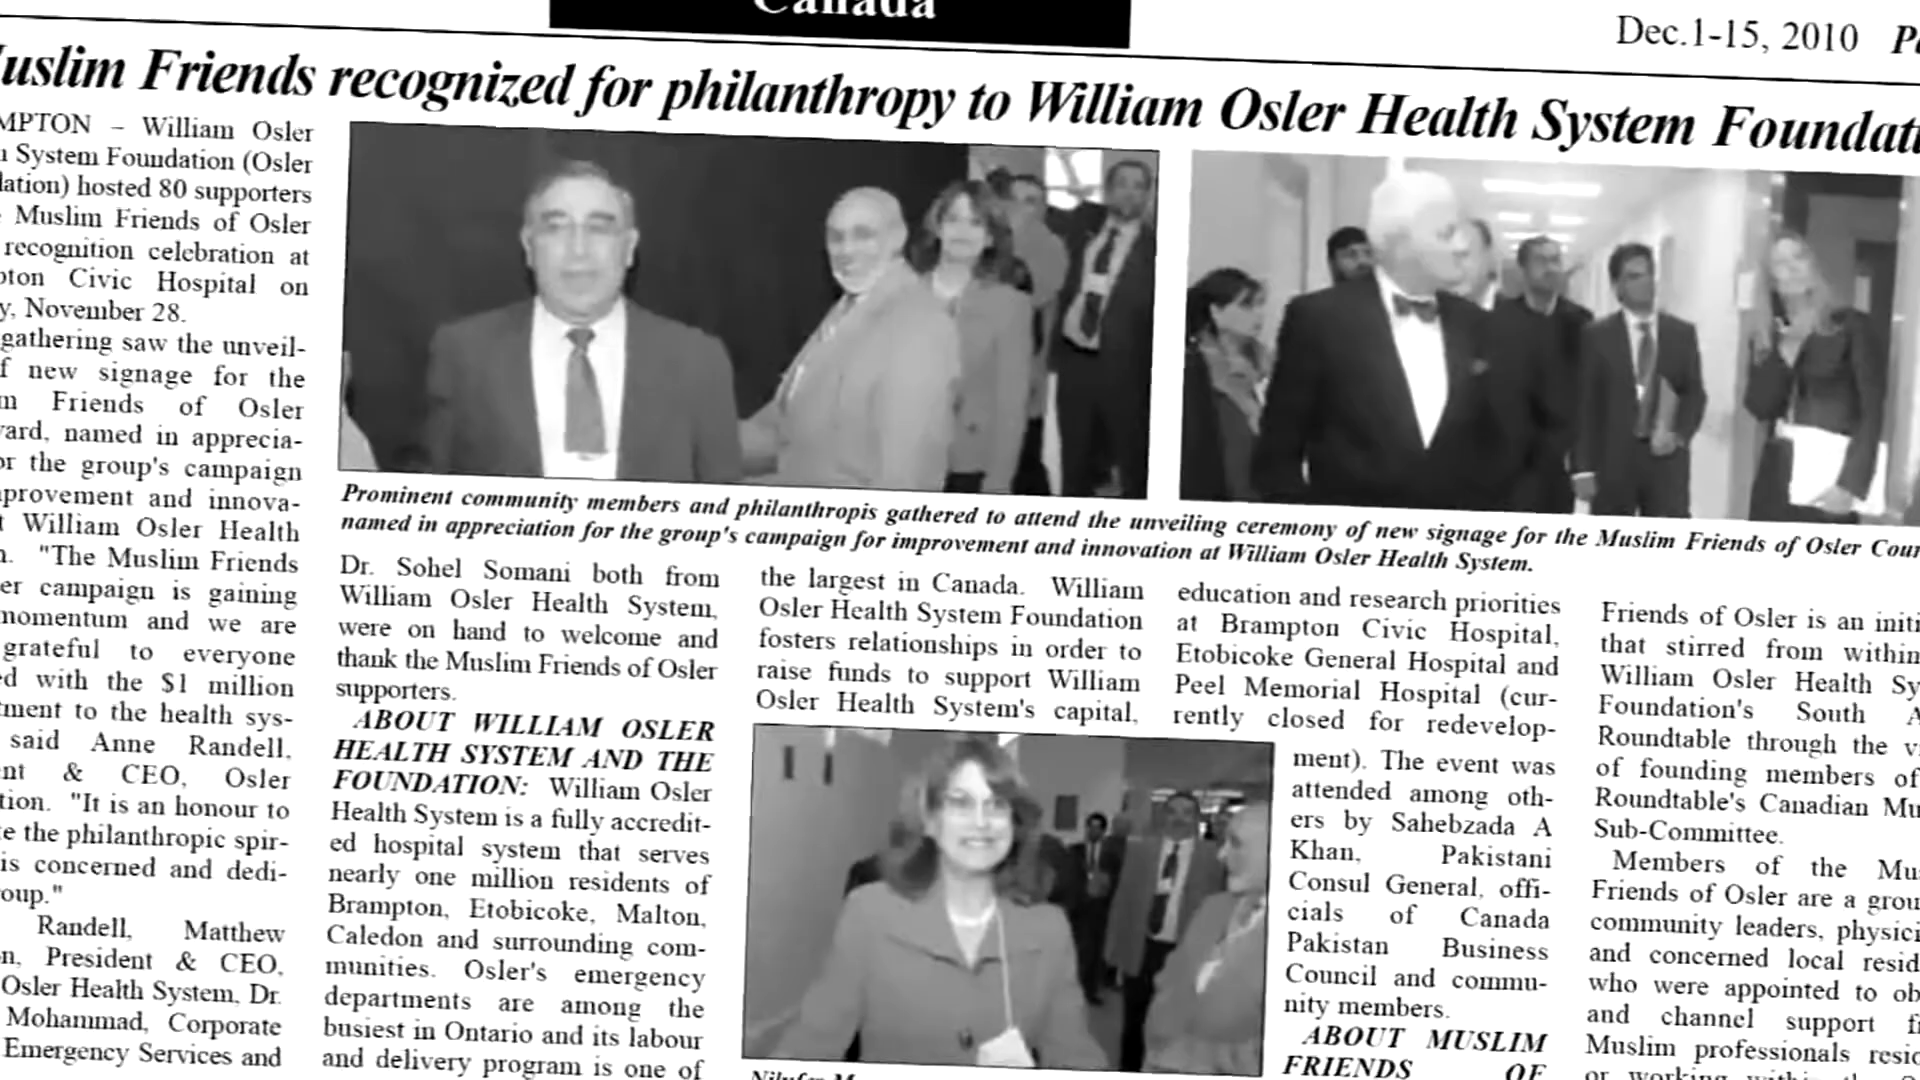 Canada
Dec.1-15, 2010
uslim Friends recognized for philanthropy to William Osler Health System Foundati
MPTON – William Osler
System Foundation (Osler
lation) hosted 80 supporters
Muslim Friends of Osler
recognition celebration at
pton Civic Hospital on
y, November 28.
gathering saw the unveil-
f new signage for the
m Friends of Osler
yard, named in apprecia-
or the group's campaign
provement and innova-
t William Osler Health
n. "The Muslim Friends
er campaign is gaining
momentum and we are
grateful to everyone
ed with the $1 million
tment to the health sys-
said Anne Randell,
nt & CEO, Osler
tion. "It is an honour to
te the philanthropic spir-
is concerned and dedi-
oup."
Randell, Matthew
n, President & CEO,
Osler Health System, Dr.
Mohammad, Corporate
Emergency Services and
Prominent community members and philanthropis gathered to attend the unveiling ceremony of new signage for the Muslim Friends of Osler Cour
named in appreciation for the group's campaign for improvement and innovation at William Osler Health System.
Dr. Sohel Somani both from
William Osler Health System,
were on hand to welcome and
thank the Muslim Friends of Osler
supporters.
ABOUT WILLIAM OSLER
HEALTH SYSTEM AND THE
FOUNDATION: William Osler
Health System is a fully accredit-
ed hospital system that serves
nearly one million residents of
Brampton, Etobicoke, Malton,
Caledon and surrounding com-
munities. Osler's emergency
departments are among the
busiest in Ontario and its labour
and delivery program is one of
the largest in Canada. William
Osler Health System Foundation
fosters relationships in order to
raise funds to support William
Osler Health System's capital,
education and research priorities
at Brampton Civic Hospital,
Etobicoke General Hospital and
Peel Memorial Hospital (cur-
rently closed for redevelop-
ment). The event was
attended among oth-
ers by Sahebzada A
Khan, Pakistani
Consul General, offi-
cials of Canada
Pakistan Business
Council and commu-
nity members.
ABOUT MUSLIM
FRIENDS OF
Friends of Osler is an initi
that stirred from within
William Osler Health Sy
Foundation's South A
Roundtable through the v
of founding members of
Roundtable's Canadian Mu
Sub-Committee.
Members of the Mu
Friends of Osler are a grou
community leaders, physici
and concerned local resid
who were appointed to ob
and channel support f
Muslim professionals resid
or working within